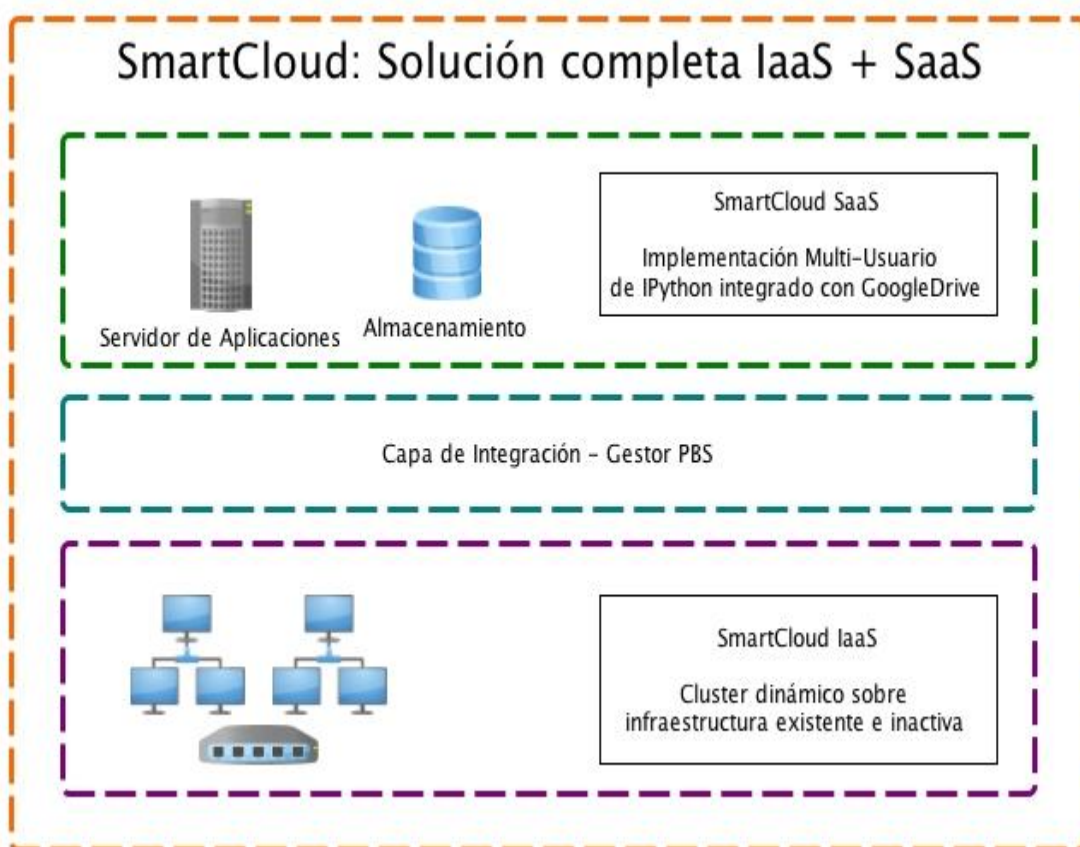 SmartCloud: Solución completa IaaS + SaaS
SmartCloud SaaS
Implementación Multi-Usuario
de IPython integrado con GoogleDrive
Servidor de Aplicaciones
Almacenamiento
Capa de Integración - Gestor PBS
SmartCloud IaaS
Cluster dinámico sobre
infraestructura existente e inactiva